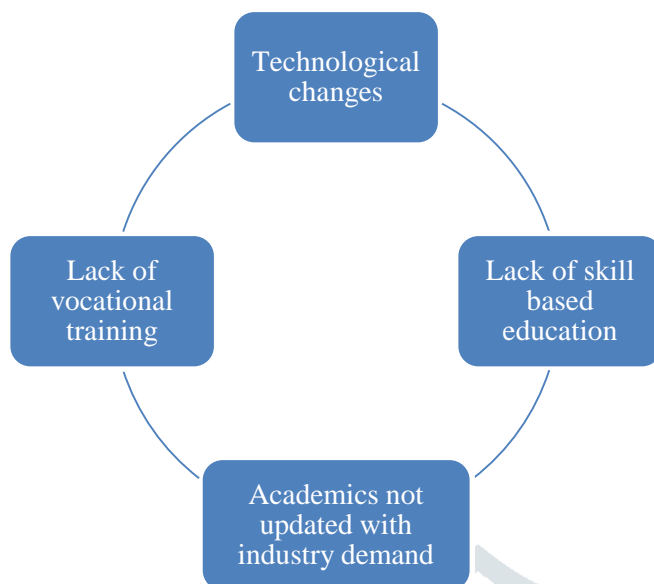 Technological
changes
Lack of
vocational
training
Lack of skill
based
education
Academics not
updated with
industry demand